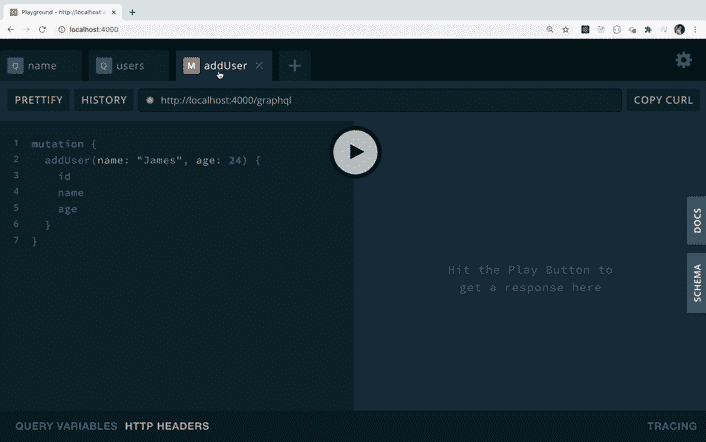 Playground - http://localhost:4
localhost:4000
Q name
Q users
M addUser
PRETTIFY
HISTORY
http://localhost:4000/graphql
COPY CURL
1 mutation {
2 addUser(name: "James", age: 24) {
3 id
4 name
5 age
6 }
7 }
Hit the Play Button to
get a response here
DOCS
SCHEMA
QUERY VARIABLES
HTTP HEADERS
TRACING